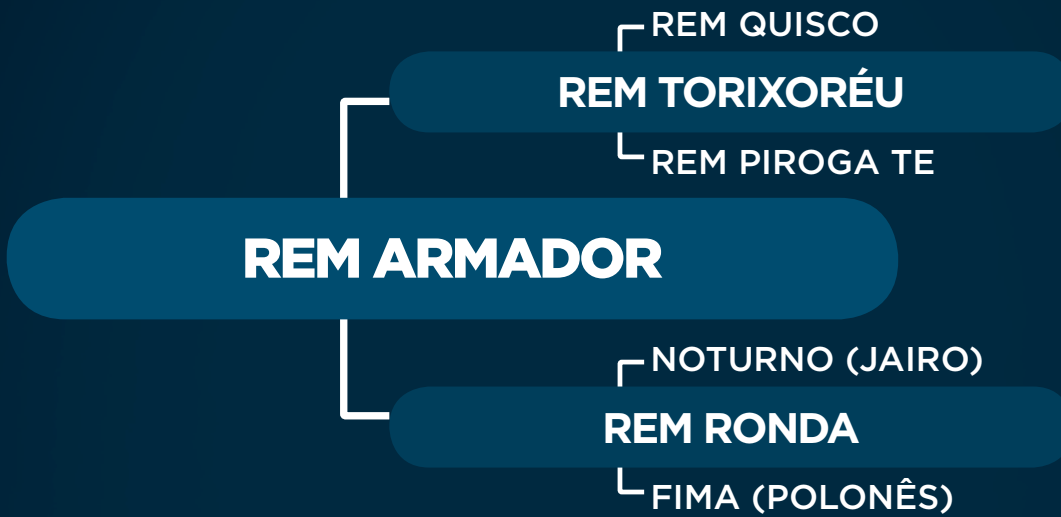 REM QUISCO
REM TORIXORÉU
REM PIROGA TE
REM ARMADOR
NOTURNO (JAIRO)
REM RONDA
FIMA (POLONÊS)